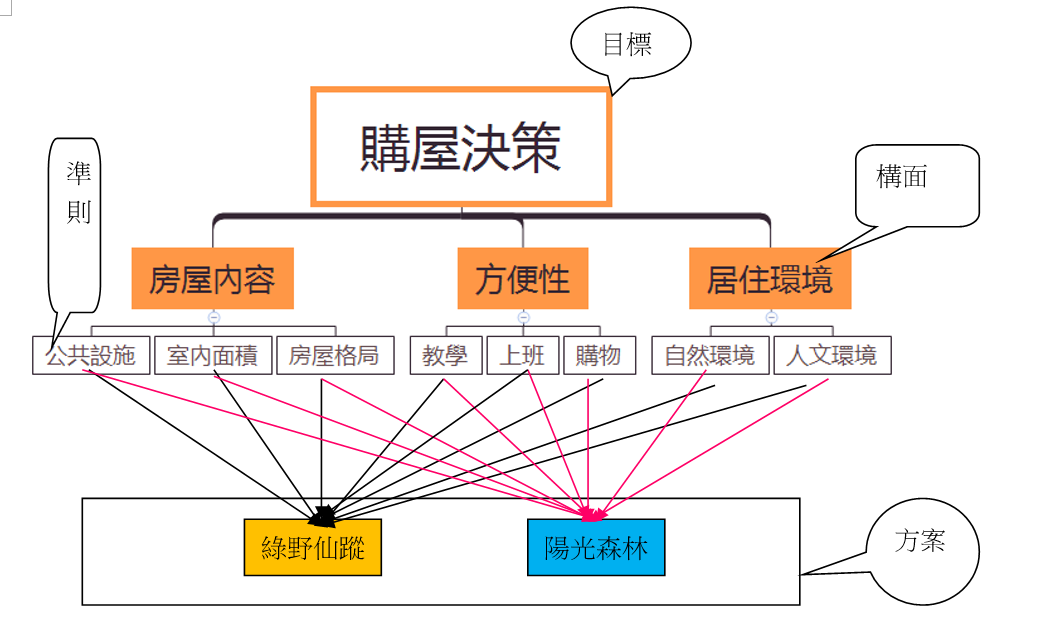 目標
購屋決策
準
則
構面
房屋內容
方便性
居住環境
公共設施
室內面積
房屋格局
教學
上班
購物
自然環境
人文環境
綠野仙蹤
陽光森林
方案